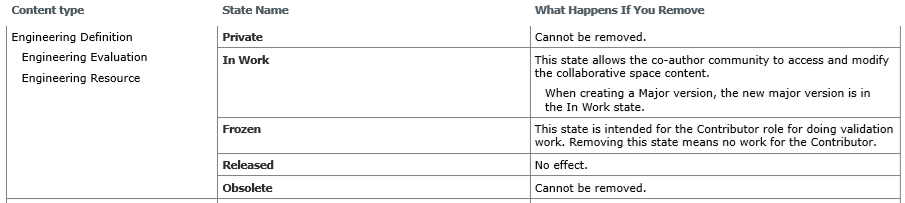 Content type State Name What Happens If You Remove
Engineering Definition Private Cannot be removed.
Engineering Evaluation
Engineering Resource
In Work This state allows the co-author community to access and modify
the collaborative space content.
When creating a Major version, the new major version is in
the In Work state.
Frozen This state is intended for the Contributor role for doing validation
work. Removing this state means no work for the Contributor.
Released No effect.
Obsolete Cannot be removed.